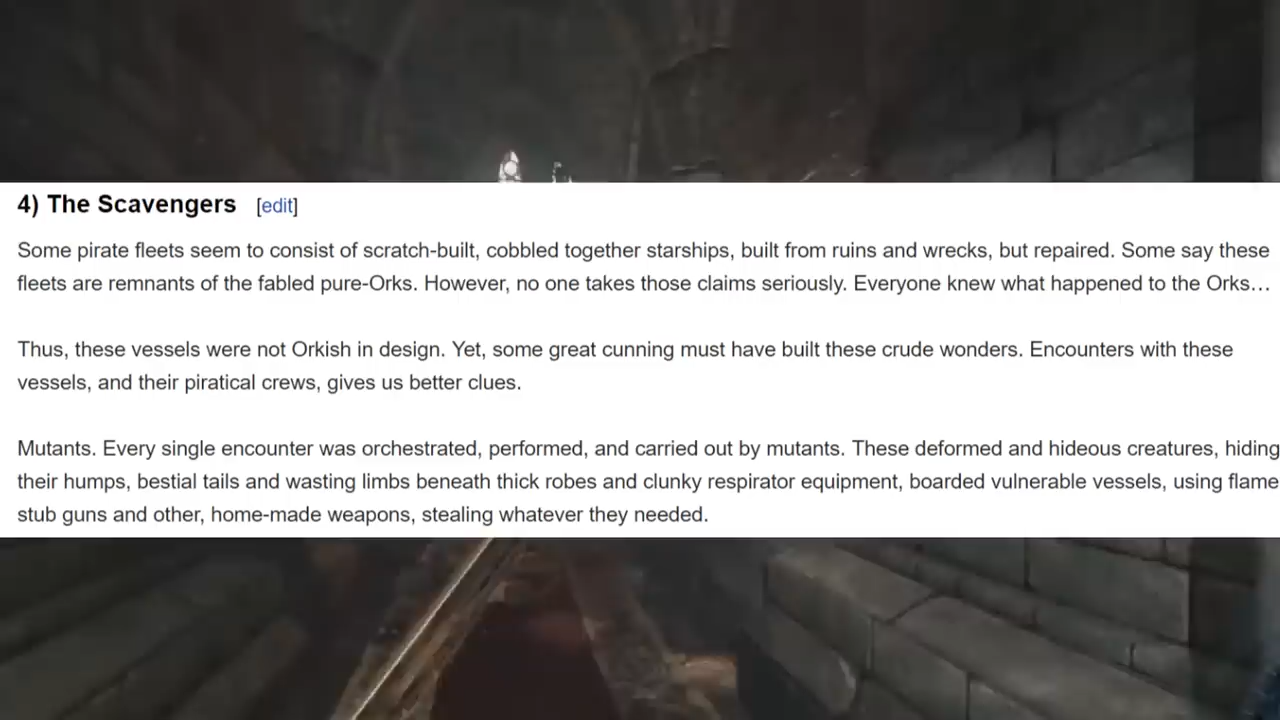 4) The Scavengers [edit]
Some pirate fleets seem to consist of scratch-built, cobbled together starships, built from ruins and wrecks, but repaired. Some say these
fleets are remnants of the fabled pure-Orks. However, no one takes those claims seriously. Everyone knew what happened to the Orks…
Thus, these vessels were not Orkish in design. Yet, some great cunning must have built these crude wonders. Encounters with these
vessels, and their piratical crews, gives us better clues.
Mutants. Every single encounter was orchestrated, performed, and carried out by mutants. These deformed and hideous creatures, hiding
their humps, bestial tails and wasting limbs beneath thick robes and clunky respirator equipment, boarded vulnerable vessels, using flame
stub guns and other, home-made weapons, stealing whatever they needed.